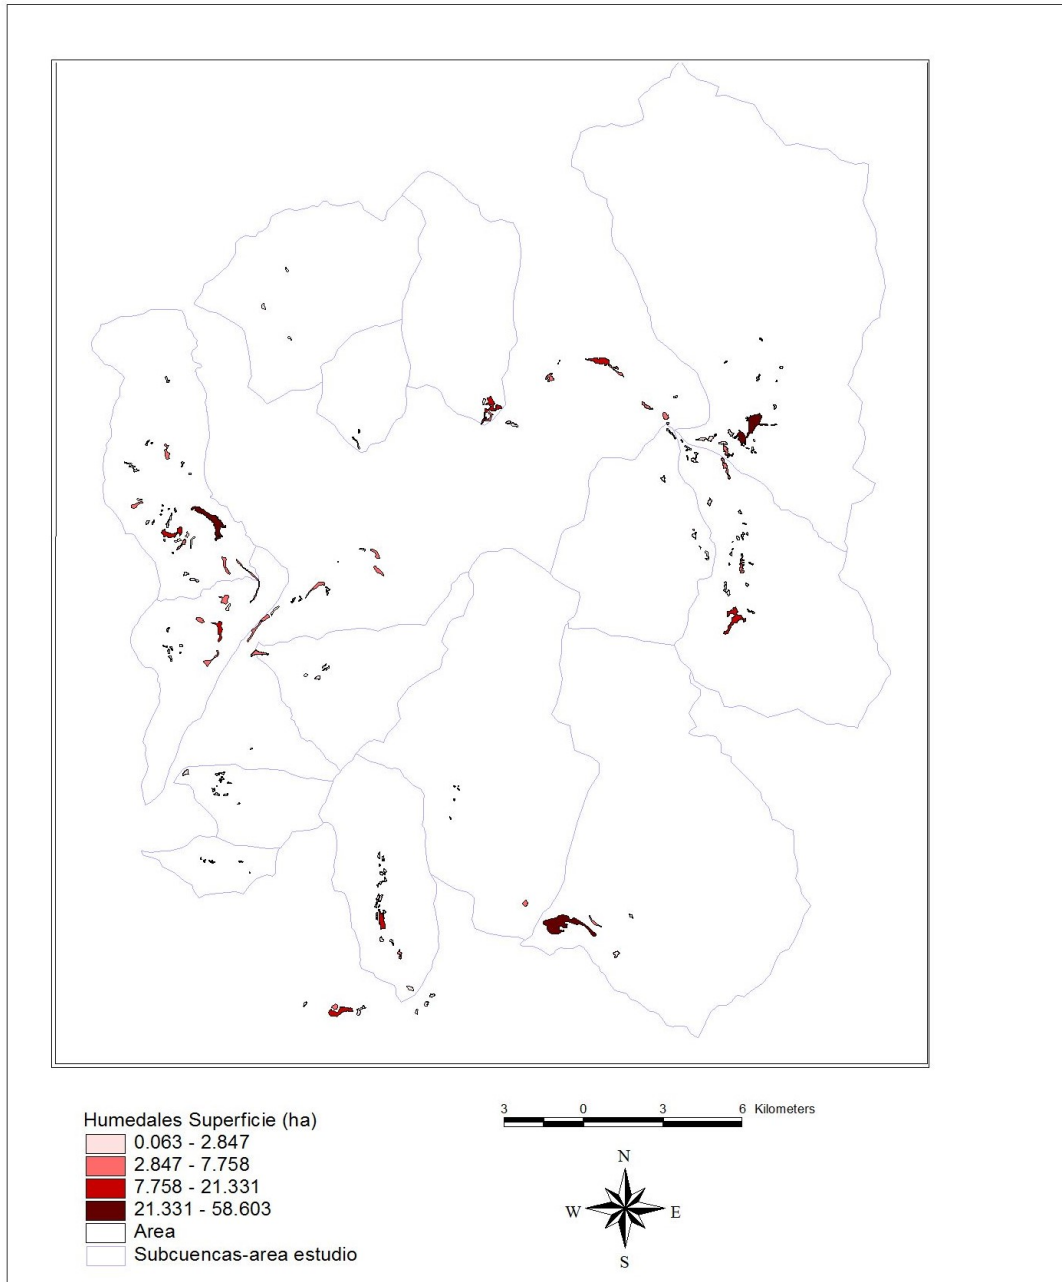 3 0 3 6 Kilometers
Humedales Superficie (ha)
0.063 - 2.847
2.847 - 7.758
7.758 - 21.331
21.331 - 58.603
Area
Subcuencas-area estudio
N
W E
S